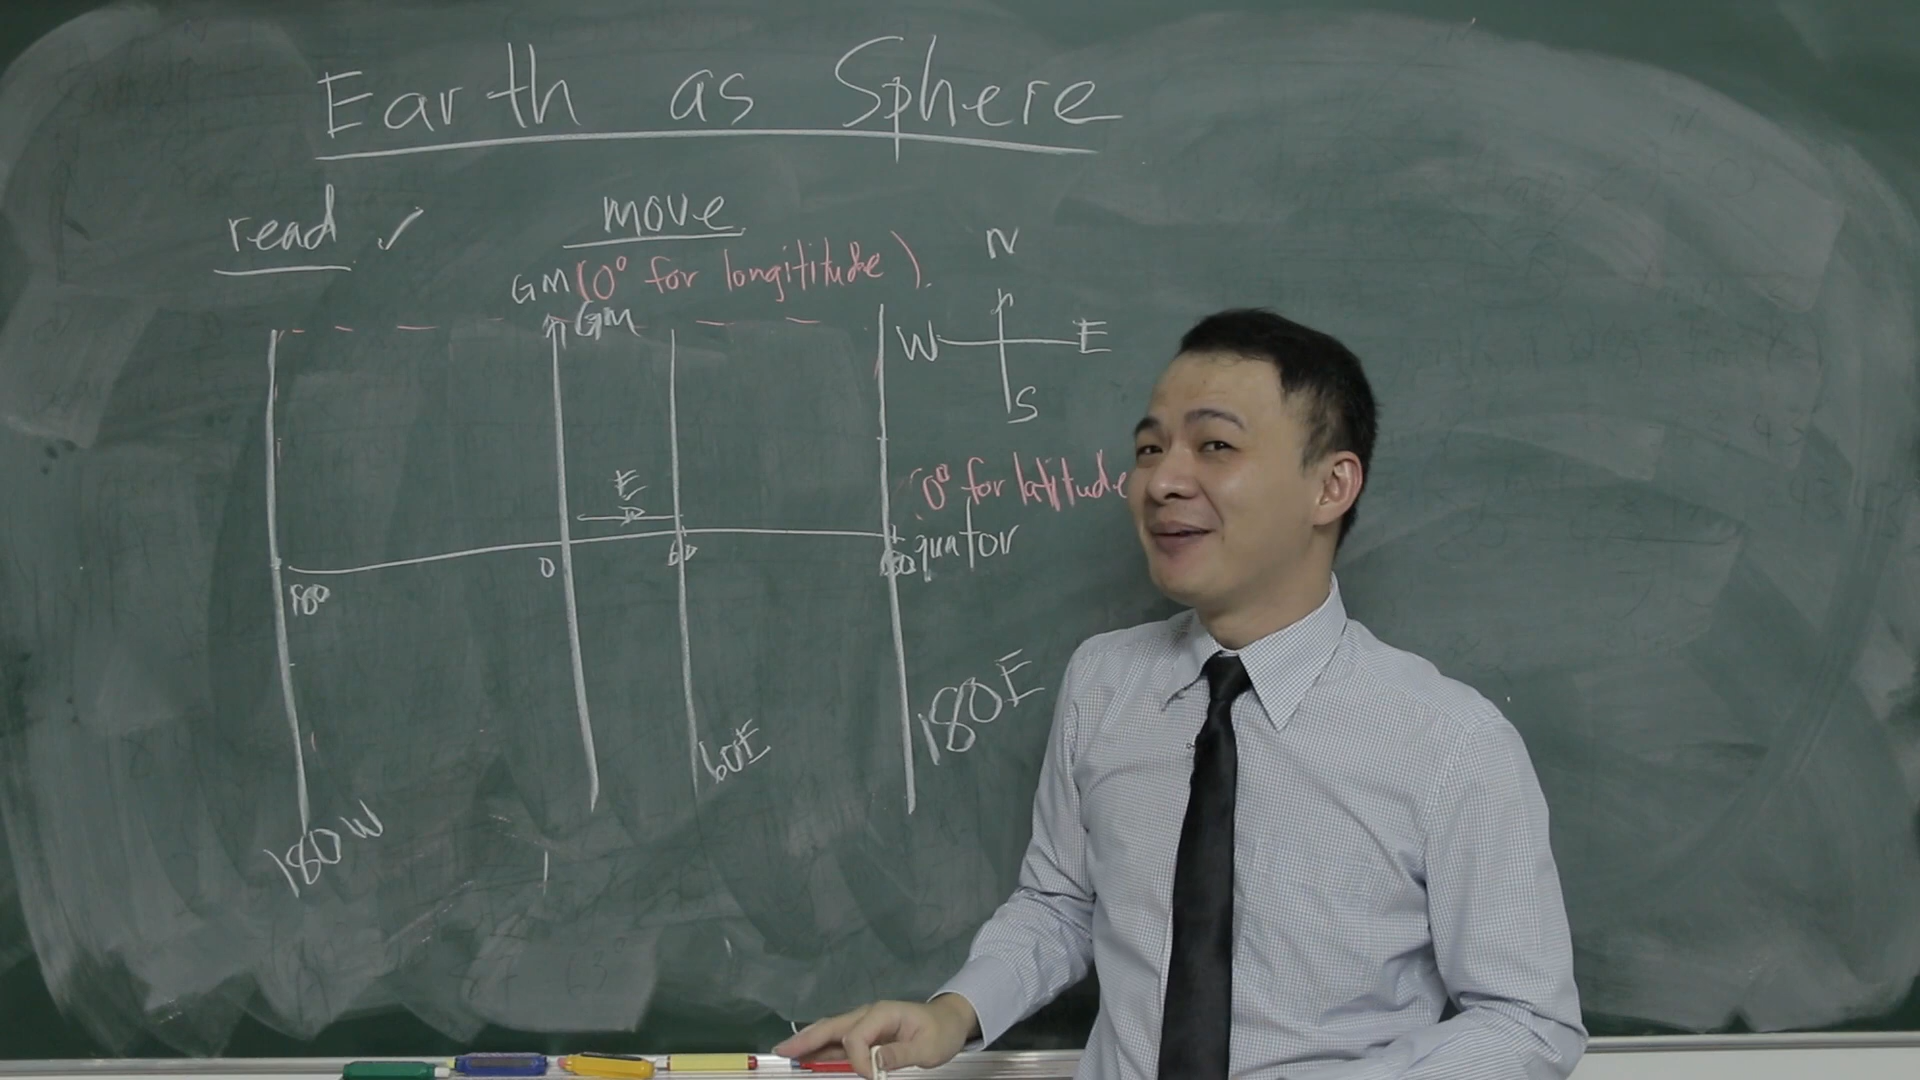 Earth as Sphere
read ✓
move
GM (0° for longititude).
GM
N
W E
S
E
0° for latitude
quator
180
0
60
180W
60E
180E